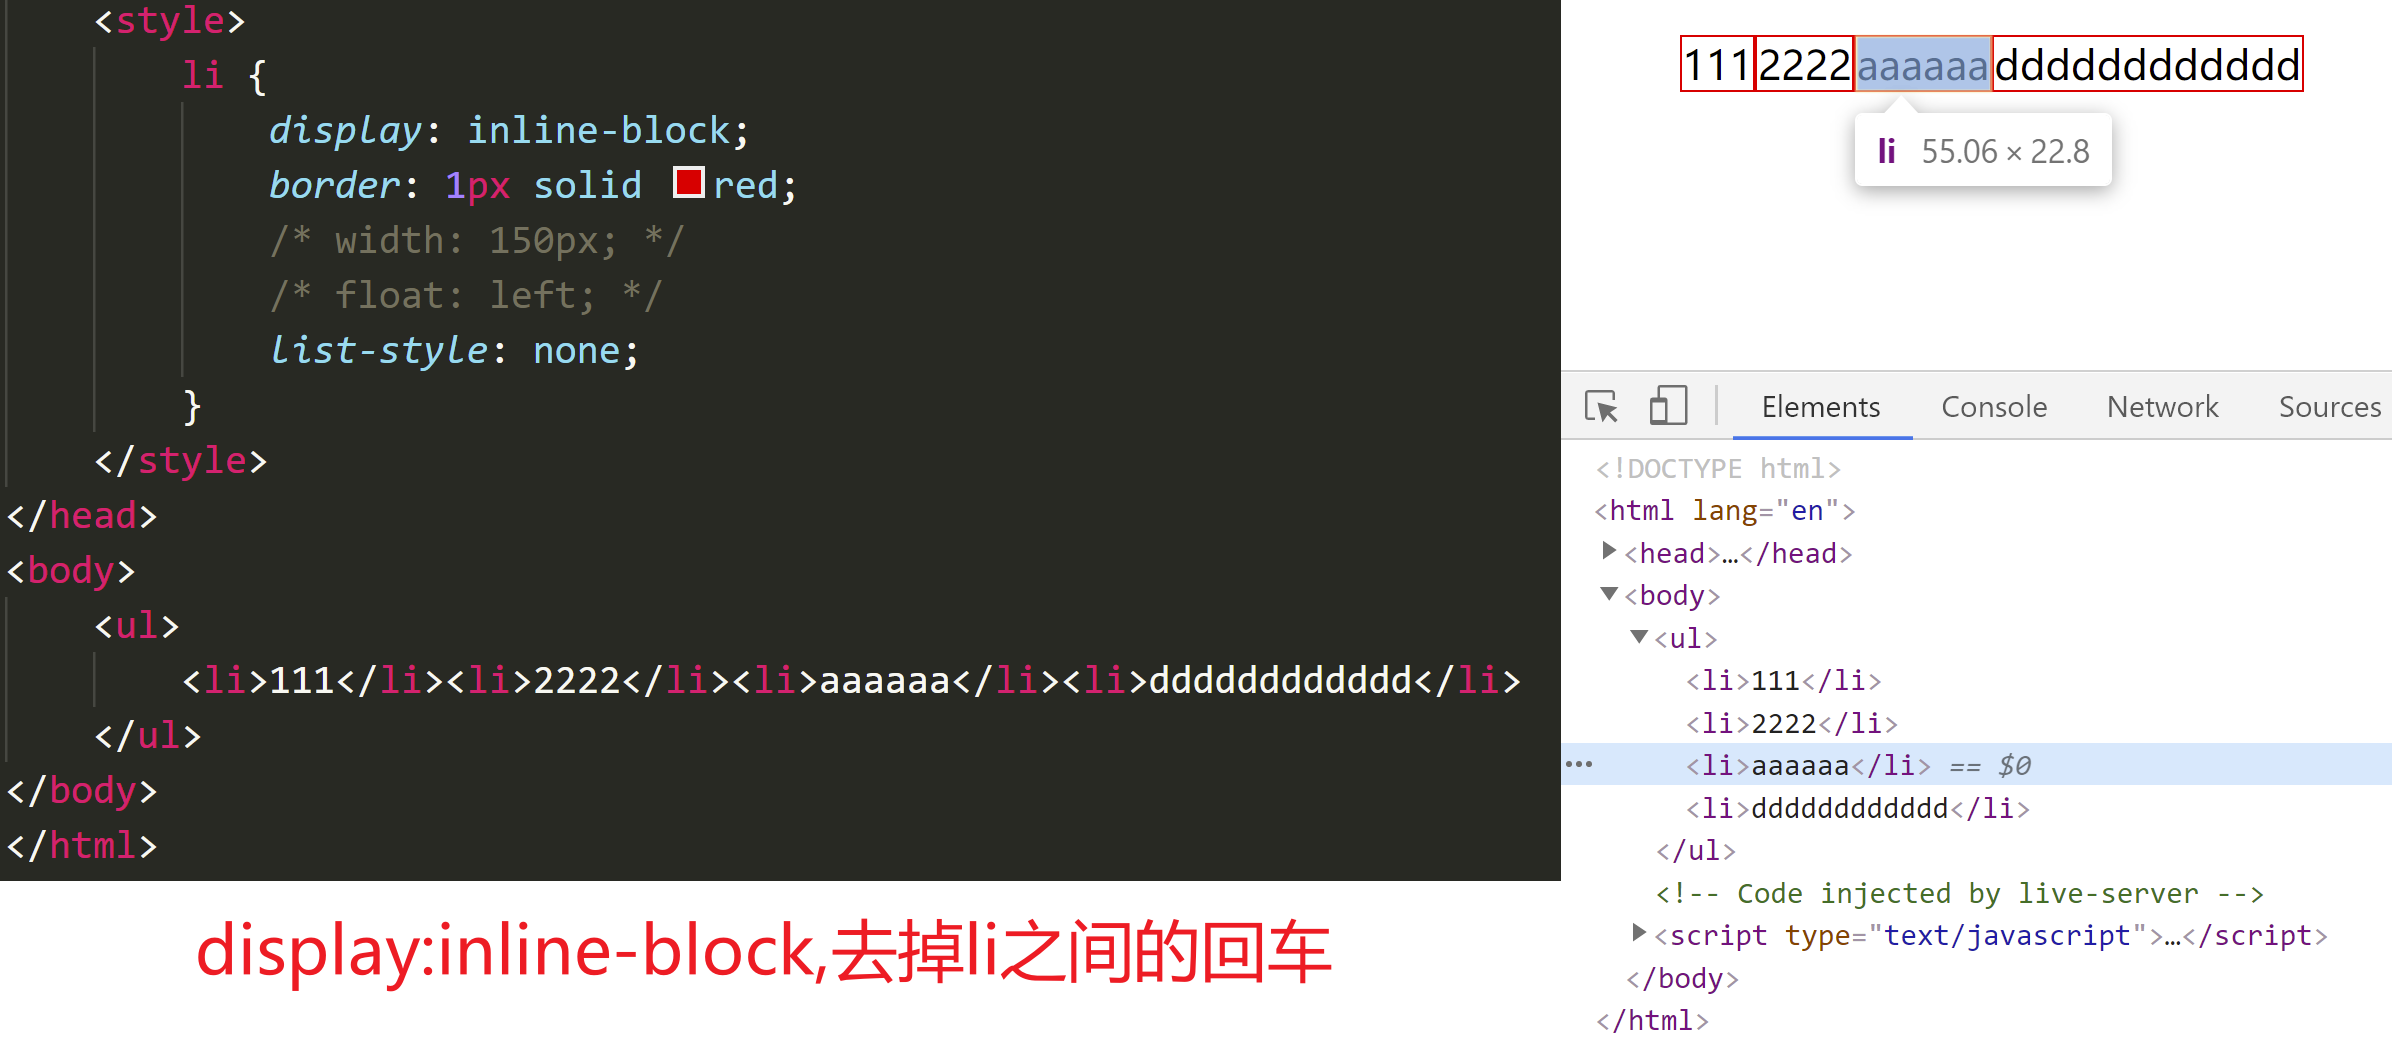 <style>
li {
display: inline-block;
border: 1px solid red;
/* width: 150px; */
/* float: left; */
list-style: none;
}
</style>
</head>
<body>
<ul>
<li>111</li><li>2222</li><li>aaaaaa</li><li>dddddddddddd</li>
</ul>
</body>
</html>
display:inline-block,去掉li之间的回车
111 2222 aaaaaa dddddddddddd
li 55.06 × 22.8
Elements Console Network Sources
<!DOCTYPE html>
<html lang="en">
<head>…</head>
<body>
<ul>
<li>111</li>
<li>2222</li>
<li>aaaaaa</li> == $0
<li>dddddddddddd</li>
</ul>
<!-- Code injected by live-server -->
<script type="text/javascript">…</script>
</body>
</html>